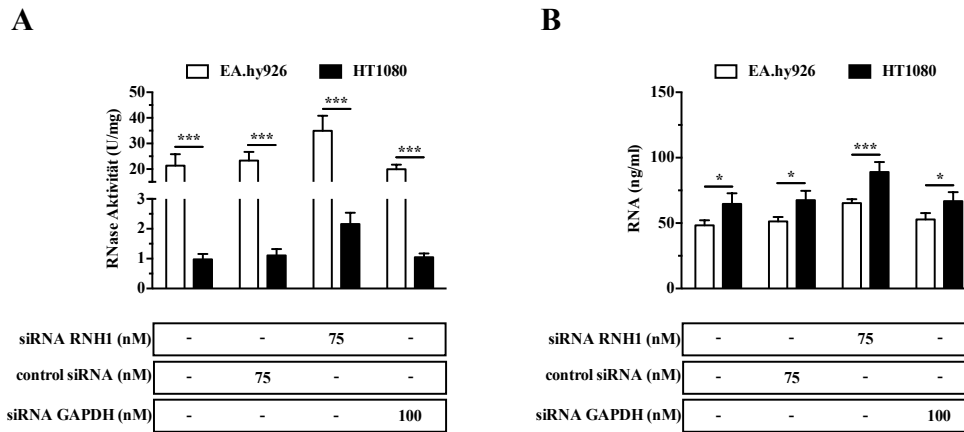 A
EA.hy926 HT1080
RNase Aktivität (U/mg)
50
40
30
20
3
2
1
0
*** *** *** ***
siRNA RNH1 (nM) - - 75 -
control siRNA (nM) - 75 - -
siRNA GAPDH (nM) - - - 100
B
EA.hy926 HT1080
RNA (ng/ml)
150
100
50
0
* * *** *
siRNA RNH1 (nM) - - 75 -
control siRNA (nM) - 75 - -
siRNA GAPDH (nM) - - - 100